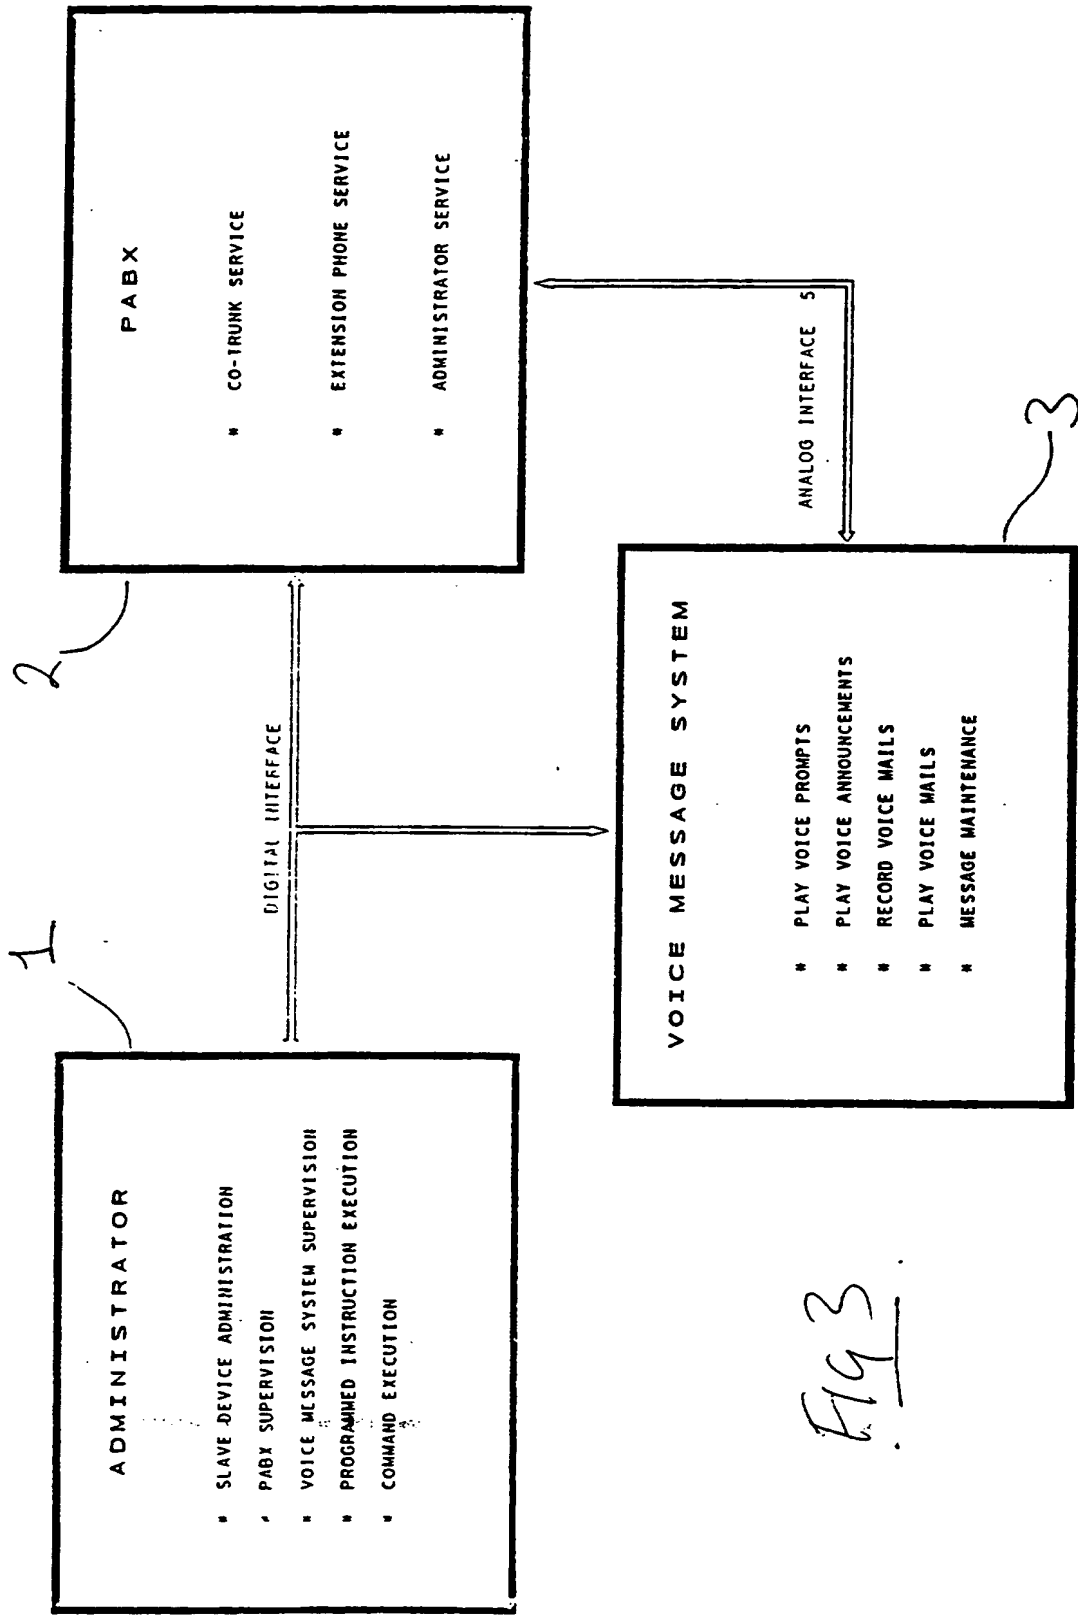 ADMINISTRATOR
* SLAVE DEVICE ADMINISTRATION
* PABX SUPERVISION
* VOICE MESSAGE SYSTEM SUPERVISION
* PROGRAMMED INSTRUCTION EXECUTION
* COMMAND EXECUTION
1
DIGITAL INTERFACE
2
PABX
* CO-TRUNK SERVICE
* EXTENSION PHONE SERVICE
* ADMINISTRATOR SERVICE
ANALOG INTERFACE 5
VOICE MESSAGE SYSTEM
* PLAY VOICE PROMPTS
* PLAY VOICE ANNOUNCEMENTS
* RECORD VOICE MAILS
* PLAY VOICE MAILS
* MESSAGE MAINTENANCE
3
Fig 3